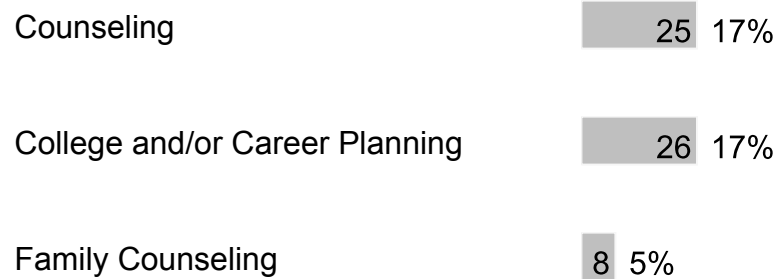 Counseling 25 17%
College and/or Career Planning 26 17%
Family Counseling 8 5%